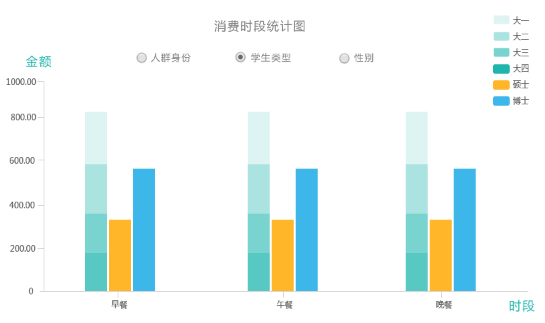 消费时段统计图
金额
人群身份
学生类型
性别
大一
大二
大三
大四
硕士
博士
1000.00
800.00
600.00
400.00
200.00
0
早餐
午餐
晚餐
时段